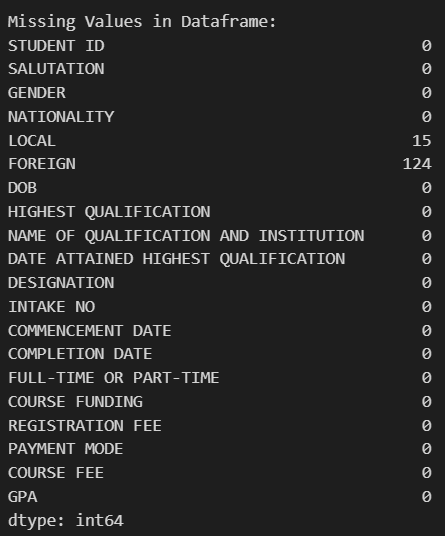 Missing Values in Dataframe:
STUDENT ID 0
SALUTATION 0
GENDER 0
NATIONALITY 0
LOCAL 15
FOREIGN 124
DOB 0
HIGHEST QUALIFICATION 0
NAME OF QUALIFICATION AND INSTITUTION 0
DATE ATTAINED HIGHEST QUALIFICATION 0
DESIGNATION 0
INTAKE NO 0
COMMENCEMENT DATE 0
COMPLETION DATE 0
FULL-TIME OR PART-TIME 0
COURSE FUNDING 0
REGISTRATION FEE 0
PAYMENT MODE 0
COURSE FEE 0
GPA 0
dtype: int64